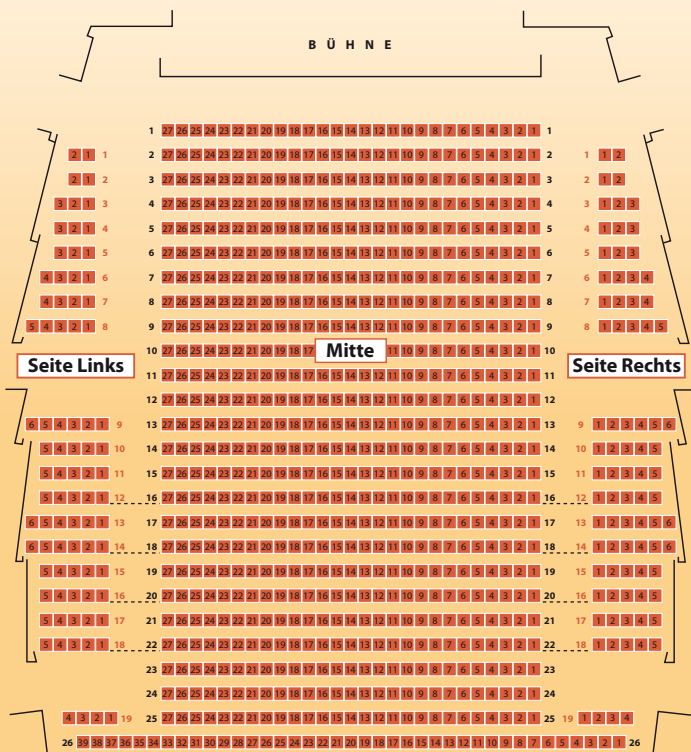 BÜHNE
1 27 26 25 24 23 22 21 20 19 18 17 16 15 14 13 12 11 10 9 8 7 6 5 4 3 2 1 1
2 1 1 2 27 26 25 24 23 22 21 20 19 18 17 16 15 14 13 12 11 10 9 8 7 6 5 4 3 2 1 2 1 1 2
2 1 2 3 27 26 25 24 23 22 21 20 19 18 17 16 15 14 13 12 11 10 9 8 7 6 5 4 3 2 1 3 2 1 2
3 2 1 3 4 27 26 25 24 23 22 21 20 19 18 17 16 15 14 13 12 11 10 9 8 7 6 5 4 3 2 1 4 3 1 2 3
3 2 1 4 5 27 26 25 24 23 22 21 20 19 18 17 16 15 14 13 12 11 10 9 8 7 6 5 4 3 2 1 5 4 1 2 3
3 2 1 5 6 27 26 25 24 23 22 21 20 19 18 17 16 15 14 13 12 11 10 9 8 7 6 5 4 3 2 1 6 5 1 2 3
4 3 2 1 6 7 27 26 25 24 23 22 21 20 19 18 17 16 15 14 13 12 11 10 9 8 7 6 5 4 3 2 1 7 6 1 2 3 4
4 3 2 1 7 8 27 26 25 24 23 22 21 20 19 18 17 16 15 14 13 12 11 10 9 8 7 6 5 4 3 2 1 8 7 1 2 3 4
5 4 3 2 1 8 9 27 26 25 24 23 22 21 20 19 18 17 16 15 14 13 12 11 10 9 8 7 6 5 4 3 2 1 9 8 1 2 3 4 5
10 27 26 25 24 23 22 21 20 19 18 17 Mitte 11 10 9 8 7 6 5 4 3 2 1 10
Seite Links Seite Rechts
11 27 26 25 24 23 22 21 20 19 18 17 16 15 14 13 12 11 10 9 8 7 6 5 4 3 2 1 11
12 27 26 25 24 23 22 21 20 19 18 17 16 15 14 13 12 11 10 9 8 7 6 5 4 3 2 1 12
6 5 4 3 2 1 9 13 27 26 25 24 23 22 21 20 19 18 17 16 15 14 13 12 11 10 9 8 7 6 5 4 3 2 1 13 9 1 2 3 4 5 6
5 4 3 2 1 10 14 27 26 25 24 23 22 21 20 19 18 17 16 15 14 13 12 11 10 9 8 7 6 5 4 3 2 1 14 10 1 2 3 4 5
5 4 3 2 1 11 15 27 26 25 24 23 22 21 20 19 18 17 16 15 14 13 12 11 10 9 8 7 6 5 4 3 2 1 15 11 1 2 3 4 5
5 4 3 2 1 12 16 27 26 25 24 23 22 21 20 19 18 17 16 15 14 13 12 11 10 9 8 7 6 5 4 3 2 1 16 12 1 2 3 4 5
6 5 4 3 2 1 13 17 27 26 25 24 23 22 21 20 19 18 17 16 15 14 13 12 11 10 9 8 7 6 5 4 3 2 1 17 13 1 2 3 4 5 6
6 5 4 3 2 1 14 18 27 26 25 24 23 22 21 20 19 18 17 16 15 14 13 12 11 10 9 8 7 6 5 4 3 2 1 18 14 1 2 3 4 5 6
5 4 3 2 1 15 19 27 26 25 24 23 22 21 20 19 18 17 16 15 14 13 12 11 10 9 8 7 6 5 4 3 2 1 19 15 1 2 3 4 5
5 4 3 2 1 16 20 27 26 25 24 23 22 21 20 19 18 17 16 15 14 13 12 11 10 9 8 7 6 5 4 3 2 1 20 16 1 2 3 4 5
5 4 3 2 1 17 21 27 26 25 24 23 22 21 20 19 18 17 16 15 14 13 12 11 10 9 8 7 6 5 4 3 2 1 21 17 1 2 3 4 5
5 4 3 2 1 18 22 27 26 25 24 23 22 21 20 19 18 17 16 15 14 13 12 11 10 9 8 7 6 5 4 3 2 1 22 18 1 2 3 4 5
23 27 26 25 24 23 22 21 20 19 18 17 16 15 14 13 12 11 10 9 8 7 6 5 4 3 2 1 23
24 27 26 25 24 23 22 21 20 19 18 17 16 15 14 13 12 11 10 9 8 7 6 5 4 3 2 1 24
4 3 2 1 19 25 27 26 25 24 23 22 21 20 19 18 17 16 15 14 13 12 11 10 9 8 7 6 5 4 3 2 1 25 19 1 2 3 4
26 39 38 37 36 35 34 33 32 31 30 29 28 27 26 25 24 23 22 21 20 19 18 17 16 15 14 13 12 11 10 9 8 7 6 5 4 3 2 1 26